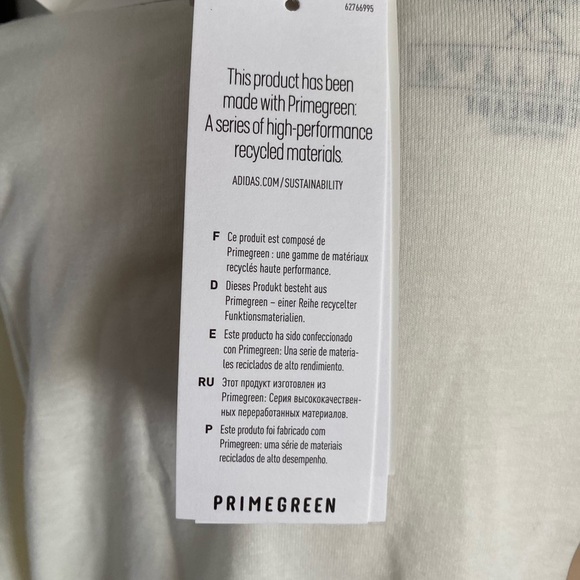 62766995
This product has been
made with Primegreen:
A series of high-performance
recycled materials.
ADIDAS.COM/SUSTAINABILITY
F Ce produit est composé de
Primegreen : une gamme de matériaux
recyclés haute performance.
D Dieses Produkt besteht aus
Primegreen – einer Reihe recycelter
Funktionsmaterialien.
E Este producto ha sido confeccionado
con Primegreen: Una serie de materia-
les reciclados de alto rendimiento.
RU Этот продукт изготовлен из
Primegreen: Серия высококачествен-
ных переработанных материалов.
P Este produto foi fabricado com
Primegreen: uma série de materiais
reciclados de alto desempenho.
PRIMEGREEN